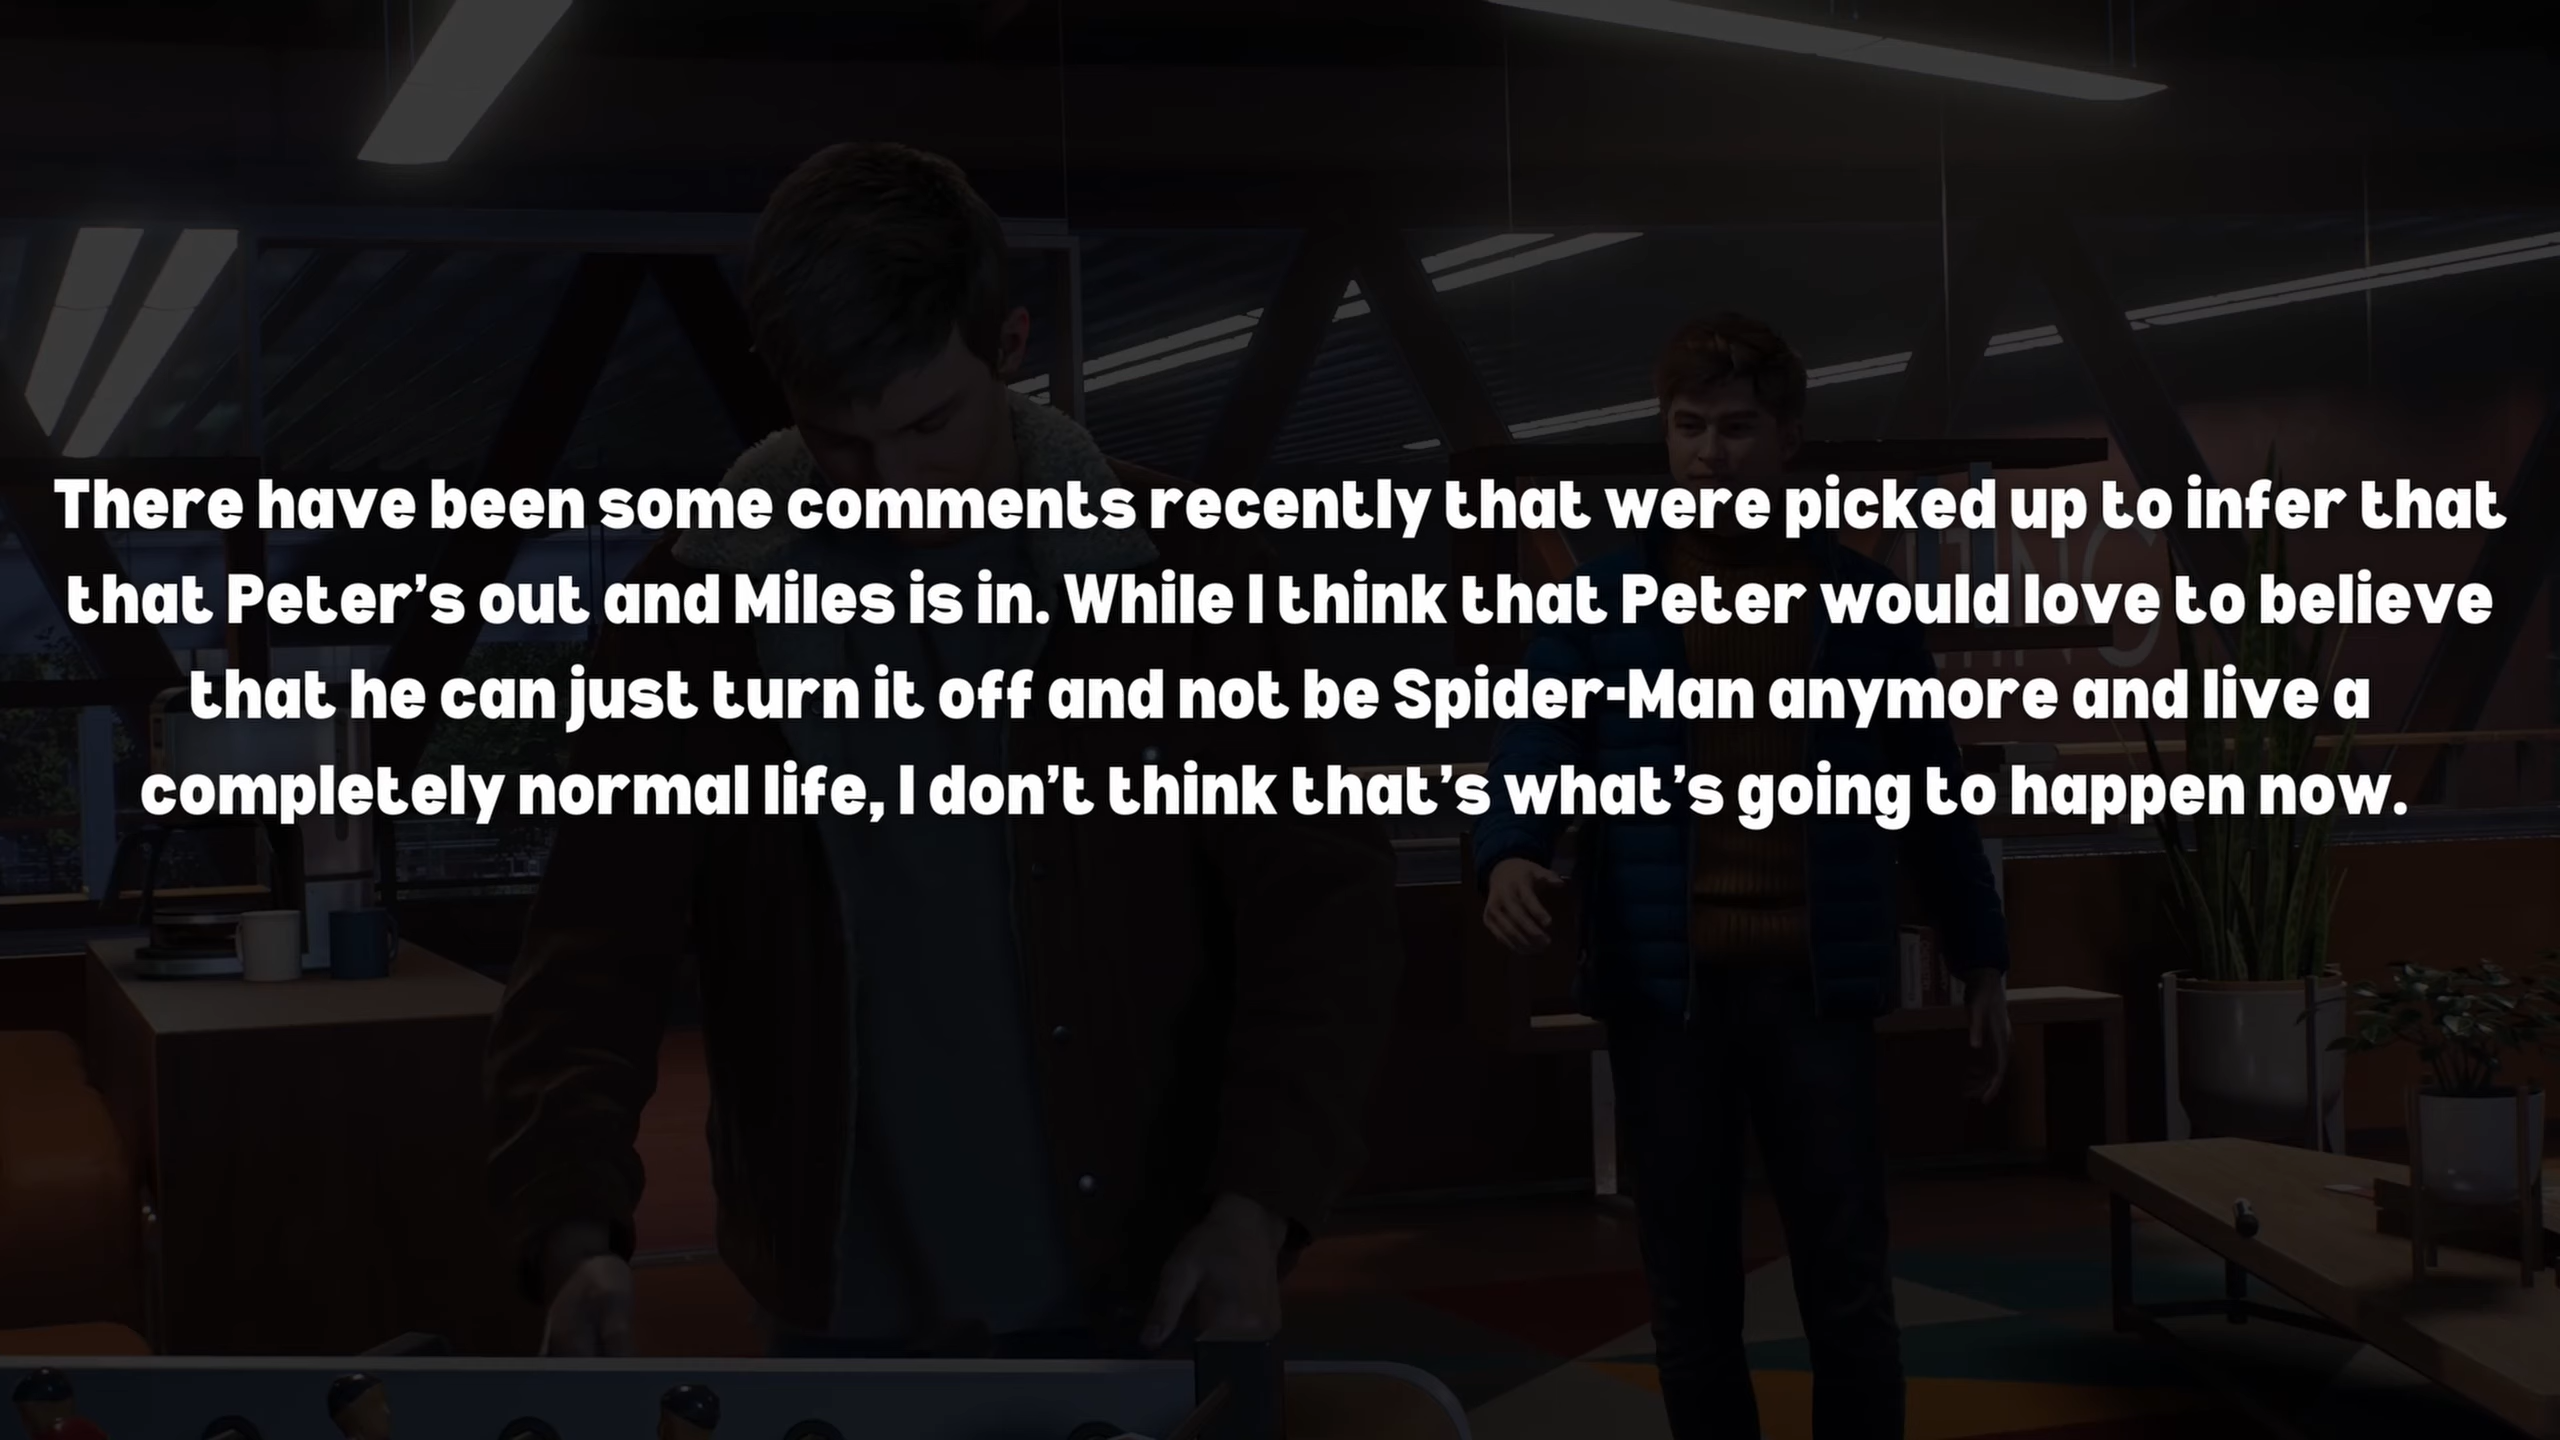 There have been some comments recently that were picked up to infer that
that Peter's out and Miles is in. While I think that Peter would love to believe
that he can just turn it off and not be Spider-Man anymore and live a
completely normal life, I don't think that's what's going to happen now.